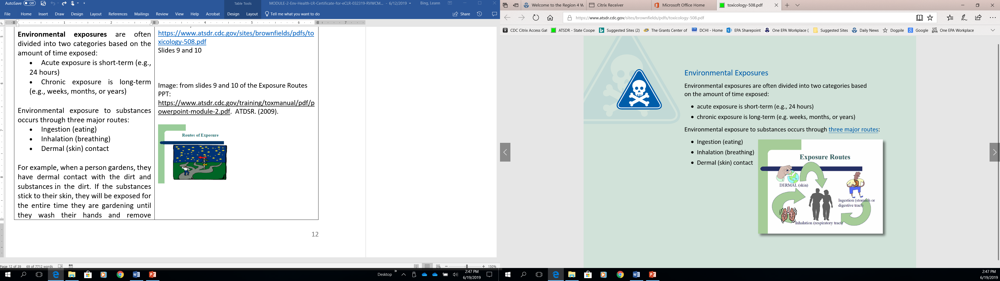 AutoSave Off
Table Tools
MODULE-2-Env-Health-LR-Certificate-for-eCLR-032319-RVWCM... - 6/12/2019
Bing, Leann
File Home Insert Draw Design Layout References Mailings Review View Help Acrobat Design Layout Tell me what you want to do Share
1 2 3 4 5 6 7
Environmental exposures are often
divided into two categories based on the
amount of time exposed:
• Acute exposure is short-term (e.g.,
24 hours)
• Chronic exposure is long-term
(e.g., weeks, months, or years)
Environmental exposure to substances
occurs through three major routes:
• Ingestion (eating)
• Inhalation (breathing)
• Dermal (skin) contact
For example, when a person gardens, they
have dermal contact with the dirt and
substances in the dirt. If the substances
stick to their skin, they will be exposed for
the entire time they are gardening until
they wash their hands and remove
https://www.atsdr.cdc.gov/sites/brownfields/pdfs/to
xicology-508.pdf
Slides 9 and 10
Image: from slides 9 and 10 of the Exposure Routes
PPT:
https://www.atsdr.cdc.gov/training/toxmanual/pdf/p
owerpoint-module-2.pdf. ATDSR. (2009).
Routes of Exposure
12
Page 12 of 39 69 of 7712 words
150%
Desktop
2:47 PM
6/19/2019
Welcome to the Region 4 W Citrix Receiver Microsoft Office Home toxicology-508.pdf
https://www.atsdr.cdc.gov/sites/brownfields/pdfs/toxicology-508.pdf
CDC Citrix Access Gat ATSDR - State Coope Suggested Sites (2) The Grants Center of DCHI - Home EPA Sharepoint One EPA Workplace ( Suggested Sites Daily News Dogpile Google One EPA Workplace
Environmental Exposures
Environmental exposures are often divided into two categories based
on the amount of time exposed:
• acute exposure is short-term (e.g., 24 hours)
• chronic exposure is long-term (e.g. weeks, months, or years)
Environmental exposure to substances occurs through three major routes:
• Ingestion (eating)
• Inhalation (breathing)
• Dermal (skin) contact
Exposure Routes
DERMAL (skin)
Ingestion (stomach or
digestive tract)
Inhalation (respiratory tract)
2:47 PM
6/19/2019